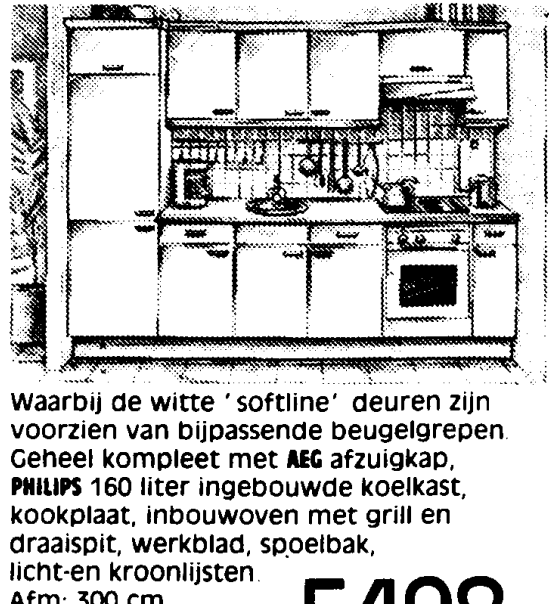 Waarbij de witte 'softline' deuren zijn
voorzien van bijpassende beugelgrepen.
Geheel kompleet met AEG afzuigkap,
PHILIPS 160 liter ingebouwde koelkast,
kookplaat, inbouwoven met grill en
draaispit, werkblad, spoelbak,
licht-en kroonlijsten.
Afm: 300 cm
5498